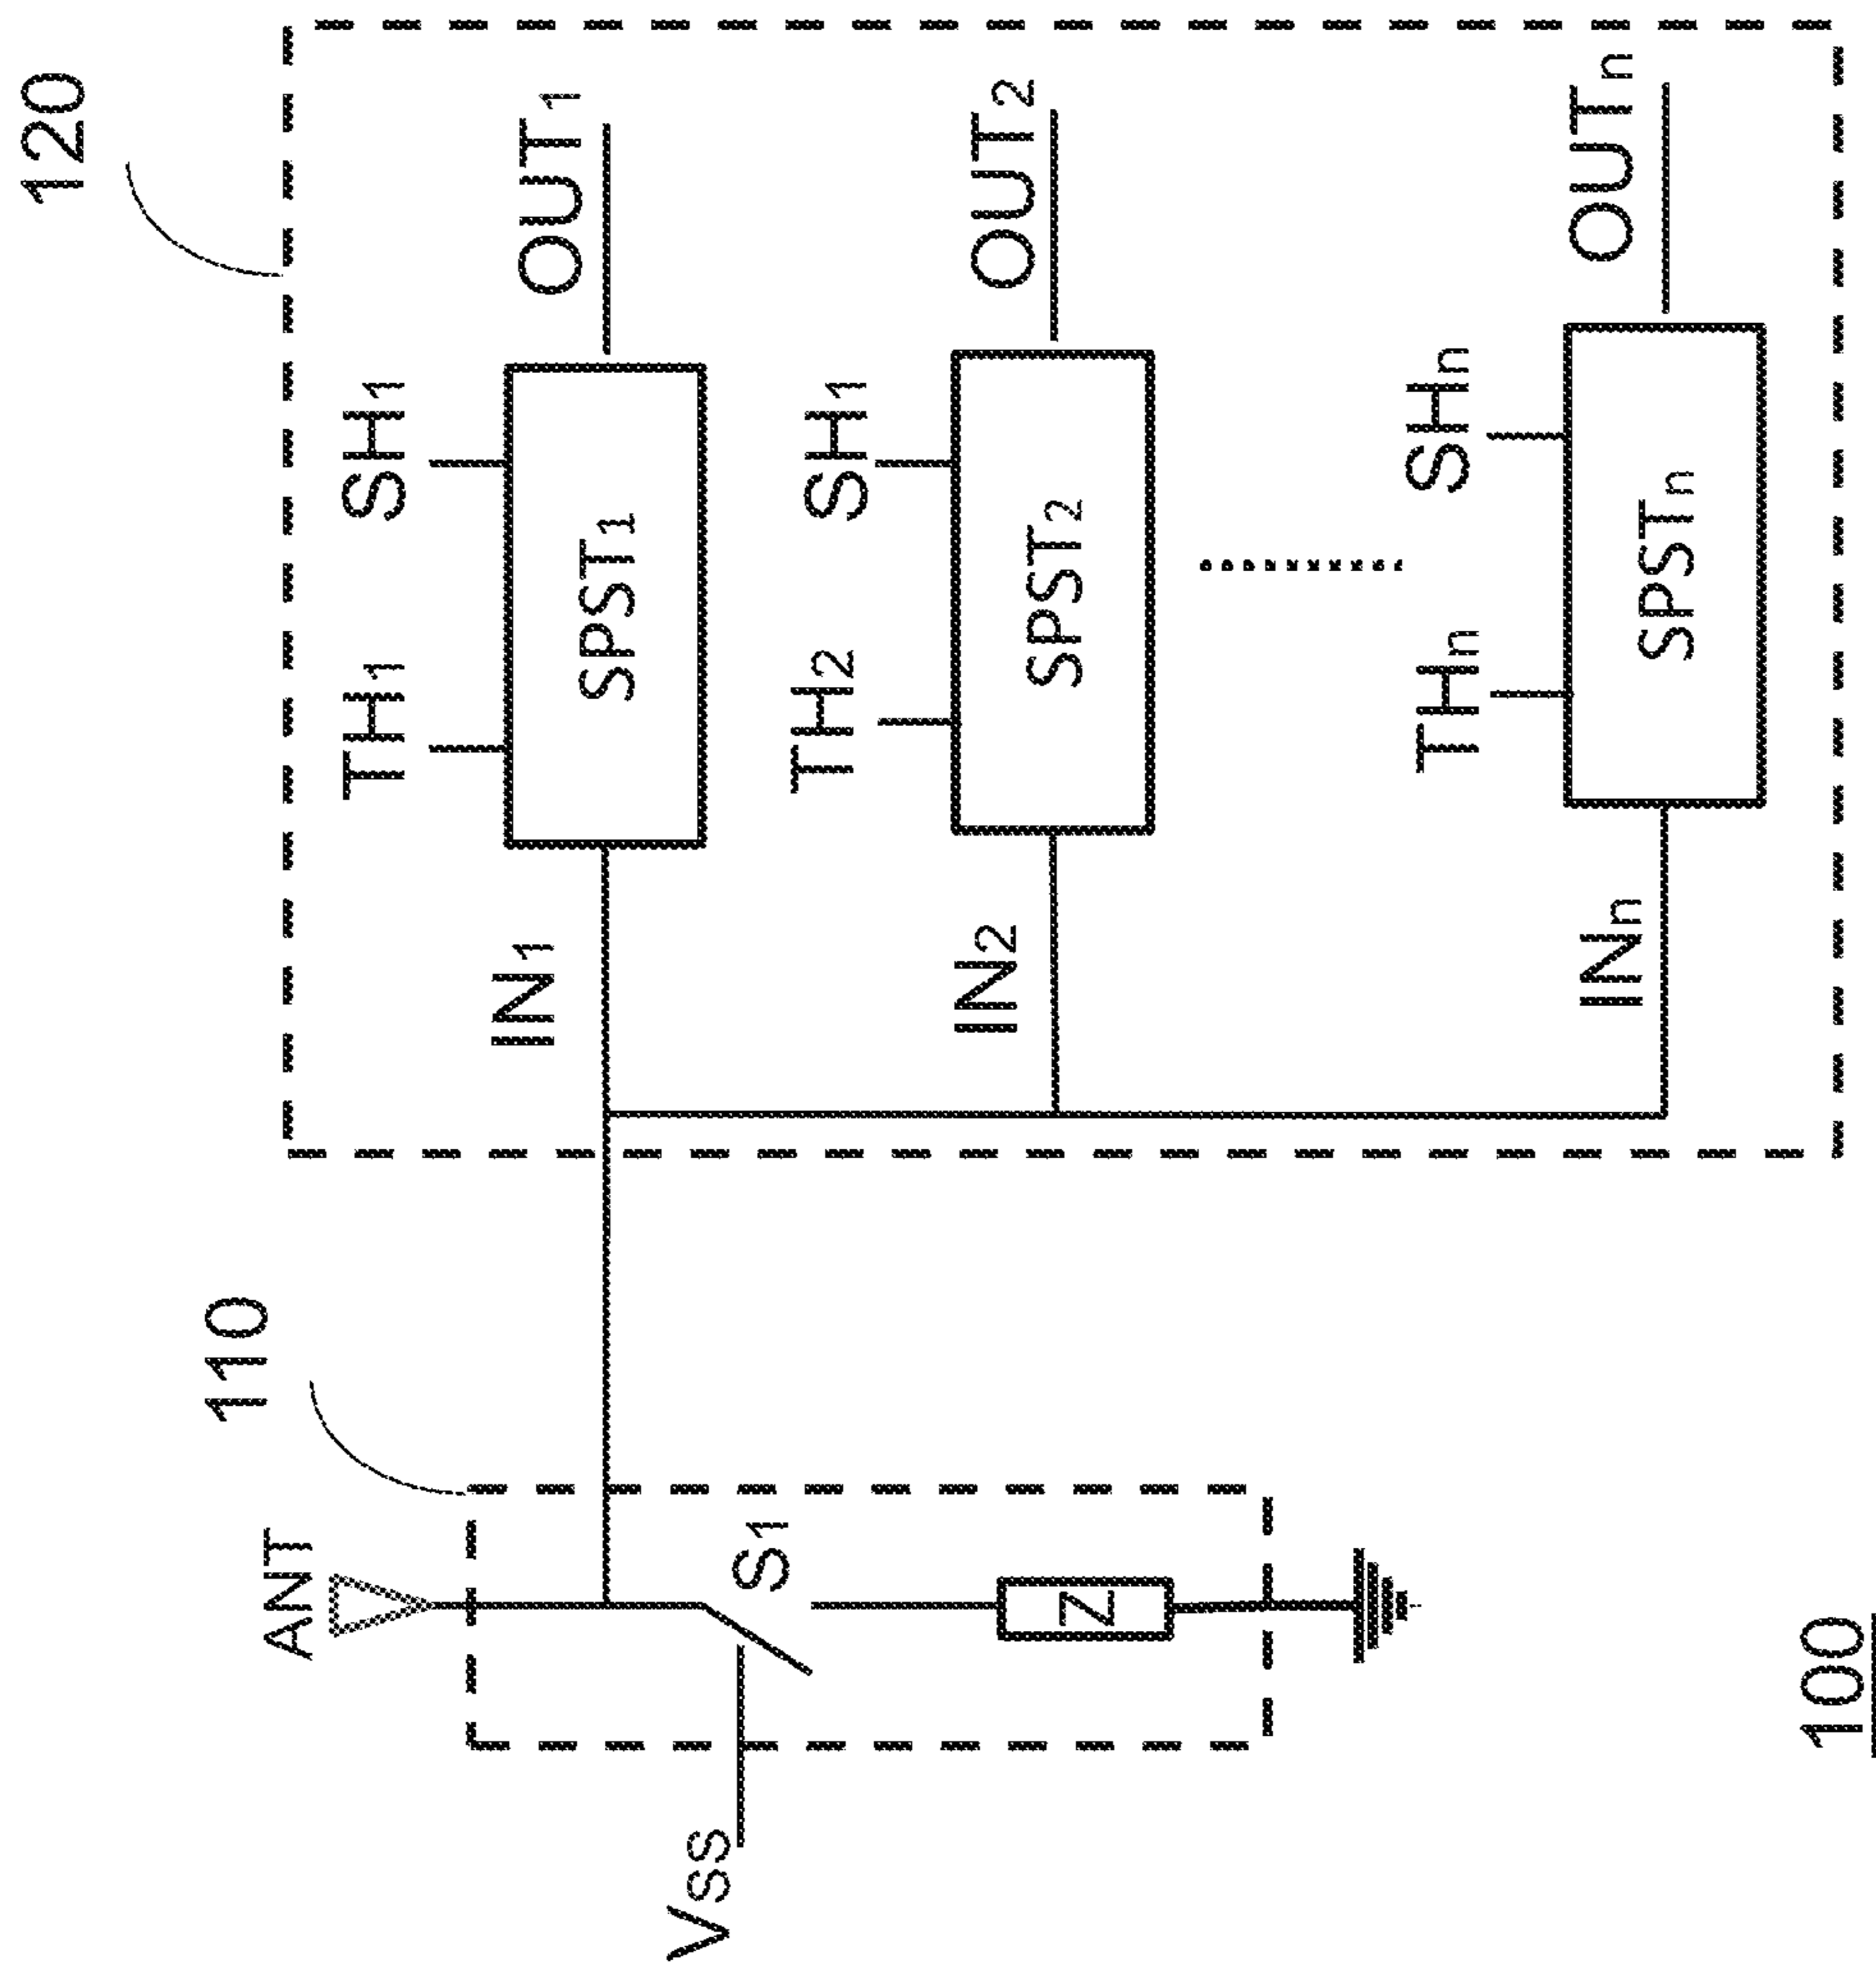 120
110
ANT
Vss
S1
Z
TH1 SH1
IN1 SPST1 OUT1
TH2 SH1
IN2 SPST2 OUT2
THn SHn
INn SPSTn OUTn
100